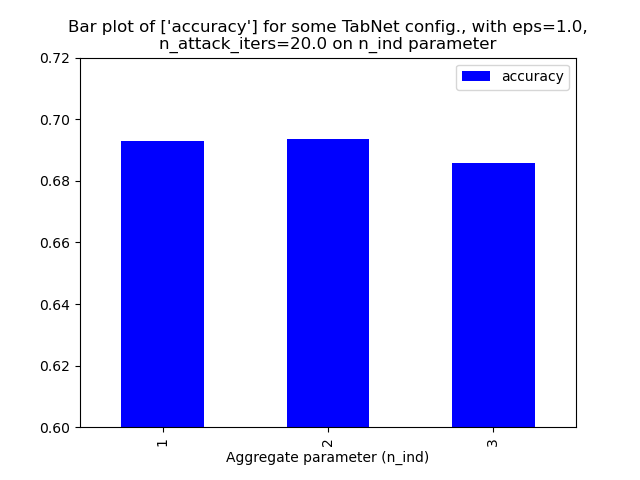 Bar plot of ['accuracy'] for some TabNet config., with eps=1.0,
n_attack_iters=20.0 on n_ind parameter
accuracy
0.72
0.70
0.68
0.66
0.64
0.62
0.60
1
2
3
Aggregate parameter (n_ind)